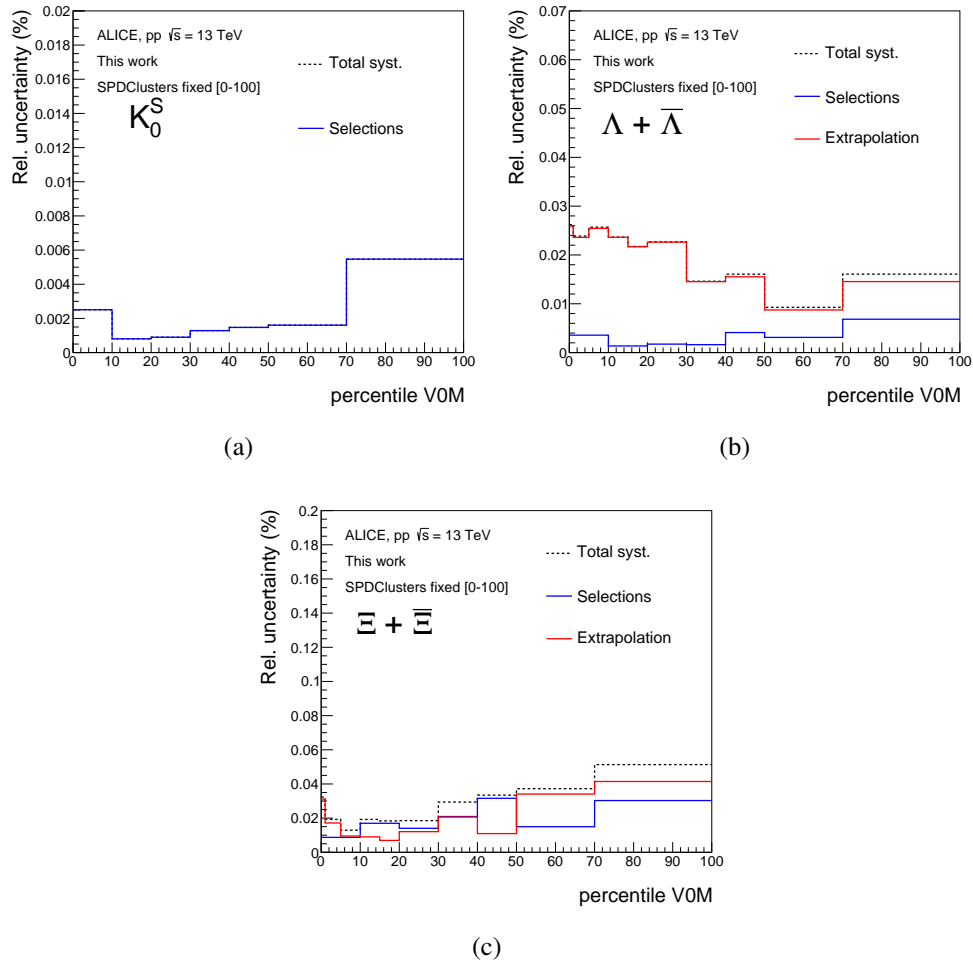 Rel. uncertainty (%)
0.02
0.018
0.016
0.014
0.012
0.01
0.008
0.006
0.004
0.002
0
ALICE, pp √s = 13 TeV
This work
SPDClusters fixed [0-100]
K⁰S
Total syst.
Selections
0 10 20 30 40 50 60 70 80 90 100
percentile V0M
(a)
Rel. uncertainty (%)
0.07
0.06
0.05
0.04
0.03
0.02
0.01
0
ALICE, pp √s = 13 TeV
This work
SPDClusters fixed [0-100]
Λ + Λ̅
Total syst.
Selections
Extrapolation
0 10 20 30 40 50 60 70 80 90 100
percentile V0M
(b)
Rel. uncertainty (%)
0.2
0.18
0.16
0.14
0.12
0.1
0.08
0.06
0.04
0.02
0
ALICE, pp √s = 13 TeV
This work
SPDClusters fixed [0-100]
Ξ + Ξ̅
Total syst.
Selections
Extrapolation
0 10 20 30 40 50 60 70 80 90 100
percentile V0M
(c)